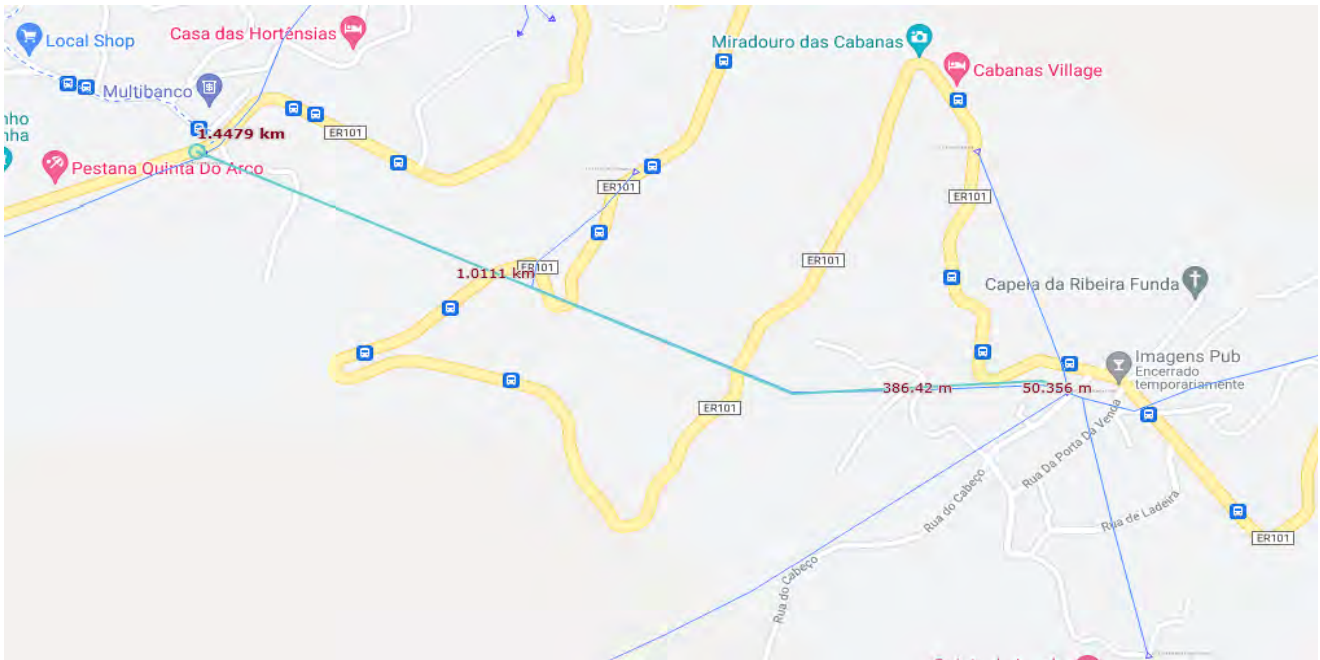 Casa das Hortênsias
Local Shop
Miradouro das Cabanas
Cabanas Village
Multibanco
nho
nha
1.4479 km
ER101
Pestana Quinta Do Arco
ER101
ER101
ER101
1.0111 km
ER101
Capela da Ribeira Funda
Imagens Pub
Encerrado
temporariamente
386.42 m
50.356 m
ER101
Rua Da Porta Da Venda
Rua do Cabeço
Rua de Ladeira
ER101
Rua do Cabeço